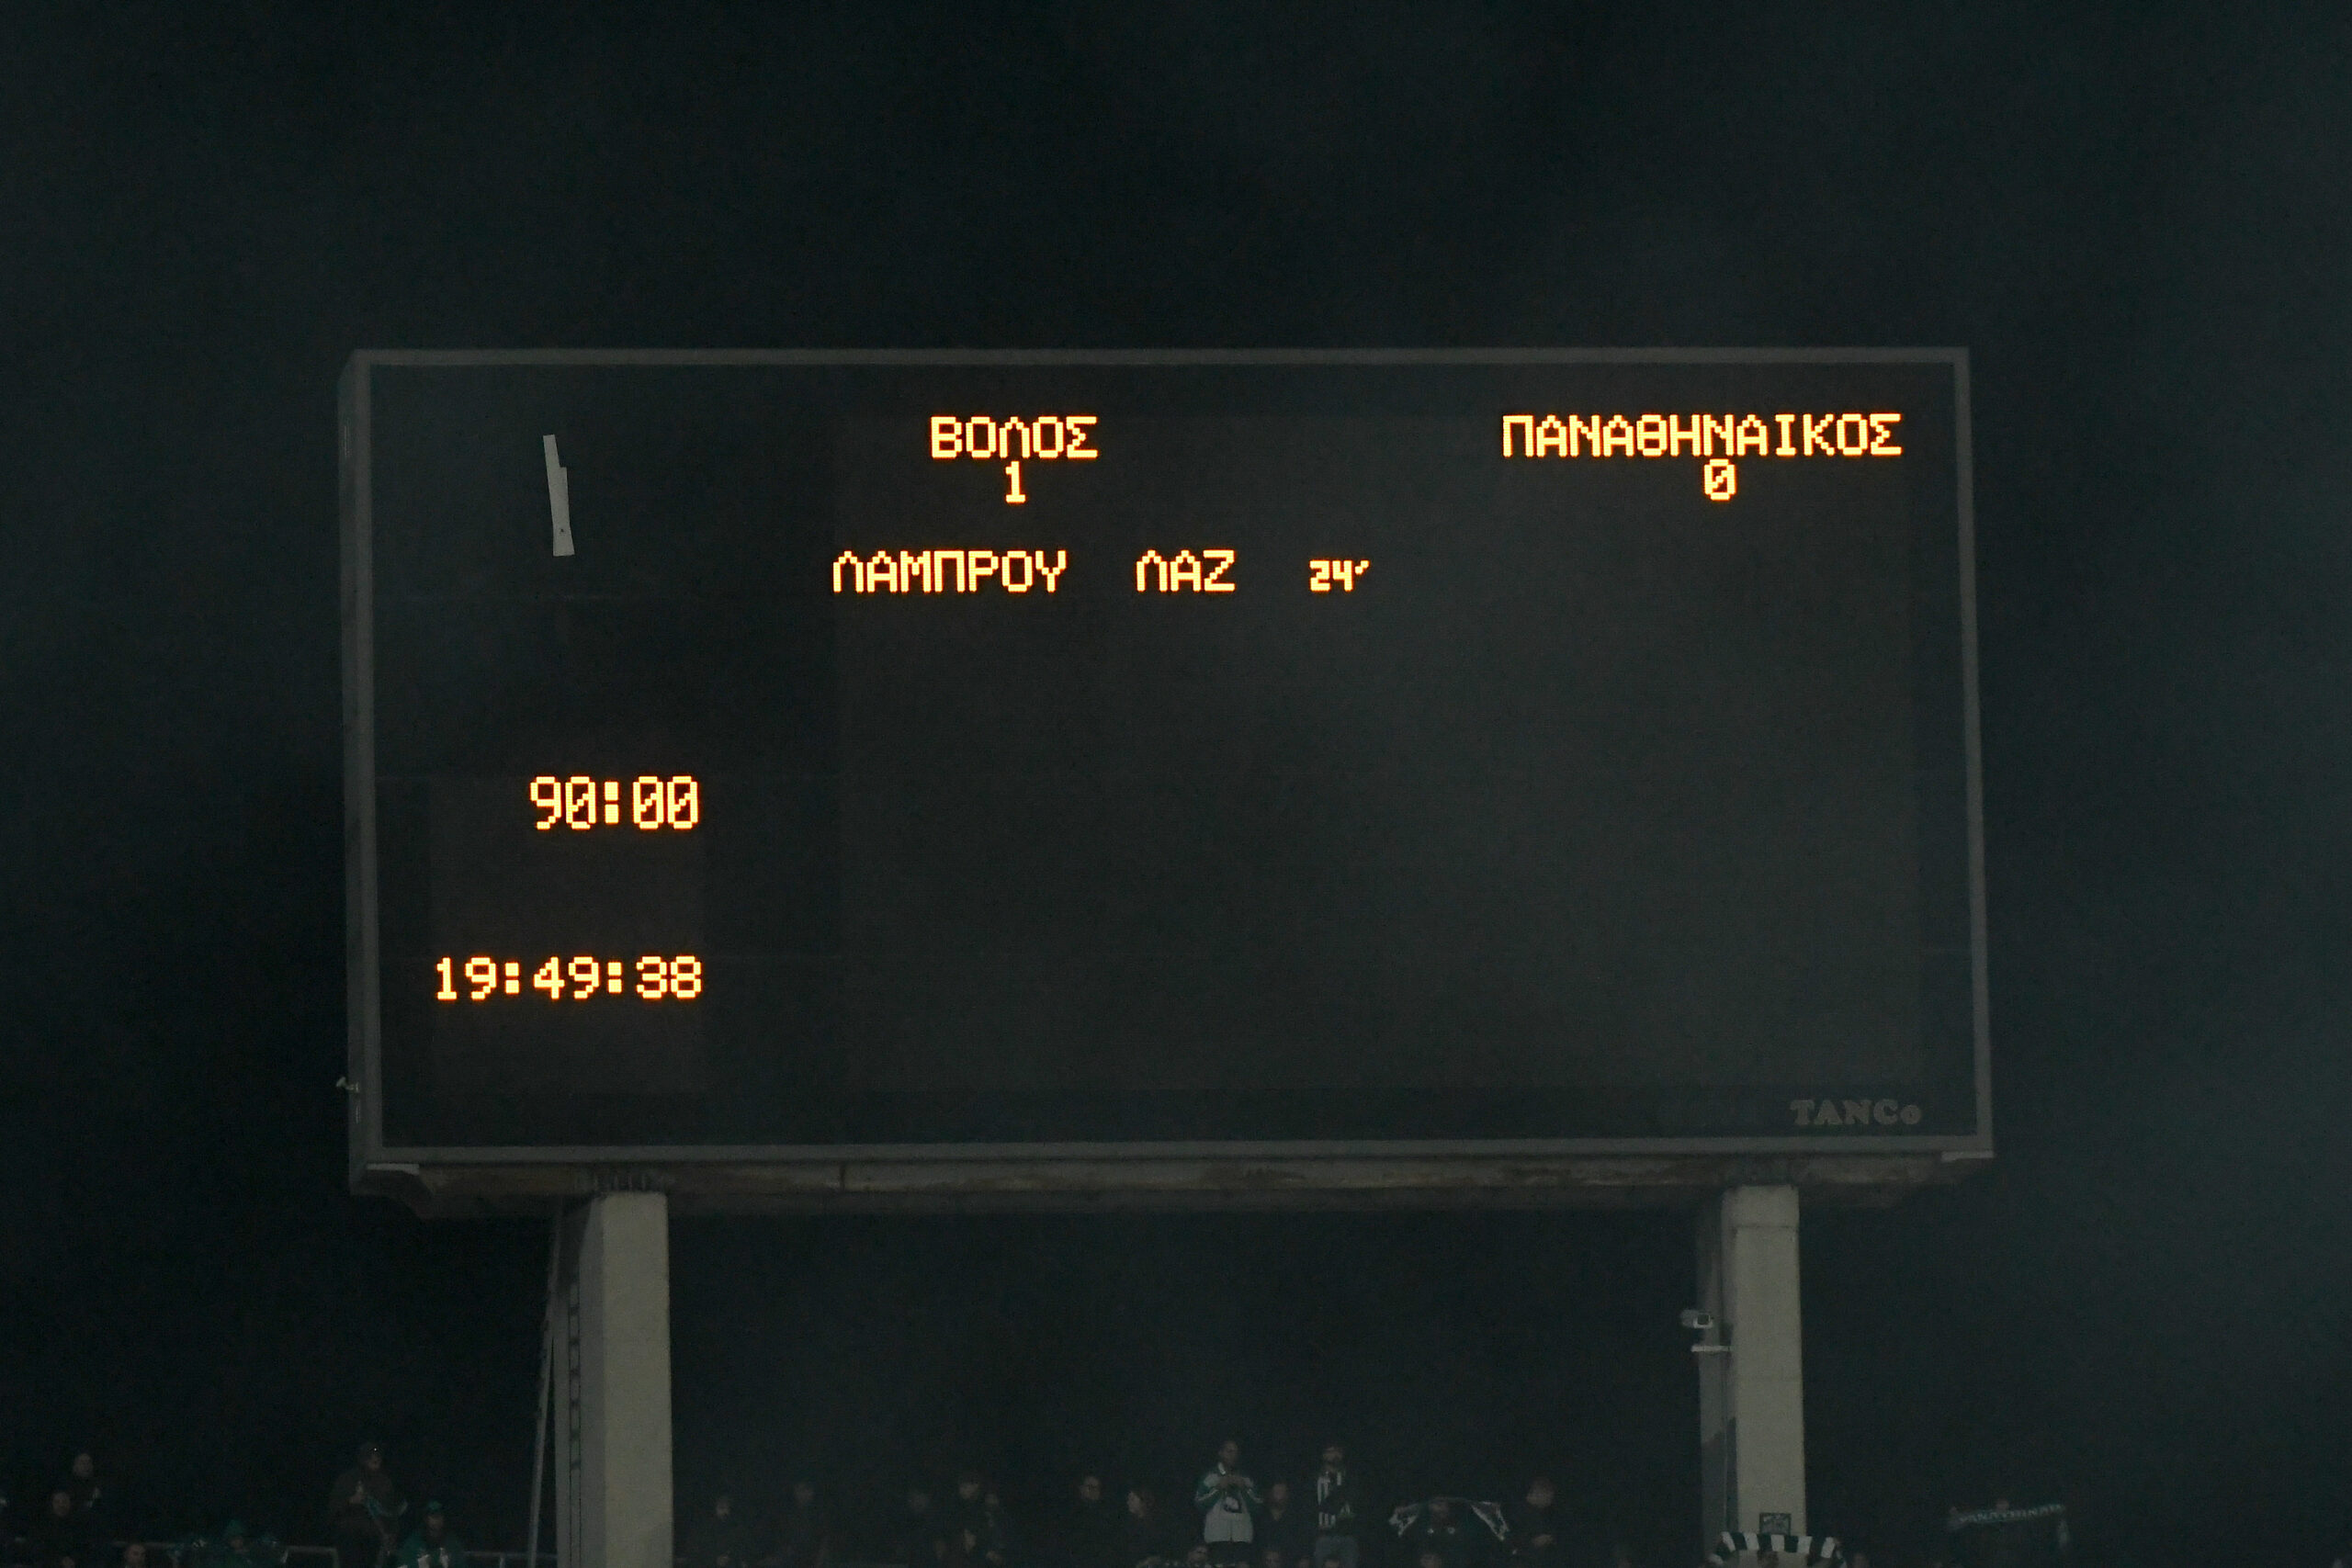 ΒΟΛΟΣ ΠΑΝΑΘΗΝΑΙΚΟΣ
1 0
ΛΑΜΠΡΟΥ ΛΑΖ 24'
90:00
19:49:38
TANCo